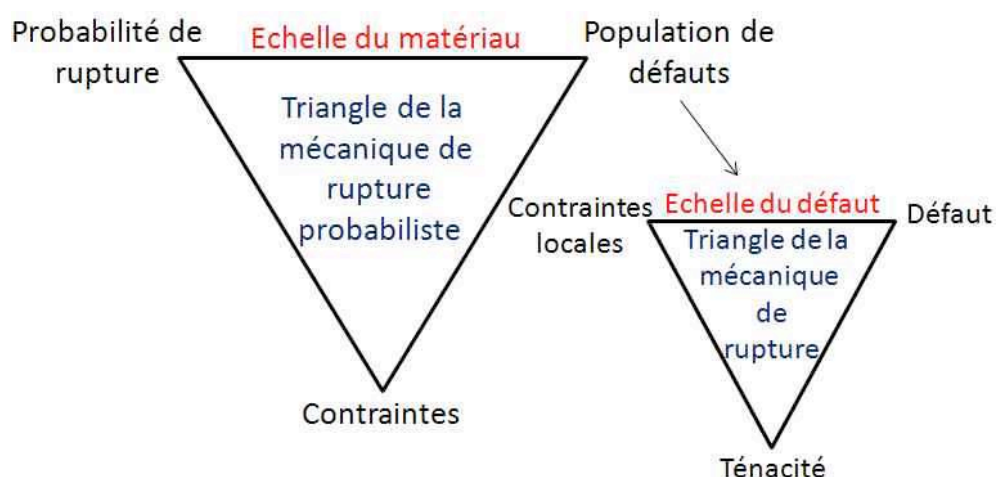 Probabilité de
rupture
Echelle du matériau
Population de
défauts
Triangle de la
mécanique de
rupture
probabiliste
Contraintes
Contraintes
locales
Echelle du défaut
Défaut
Triangle de la
mécanique
de
rupture
Ténacité